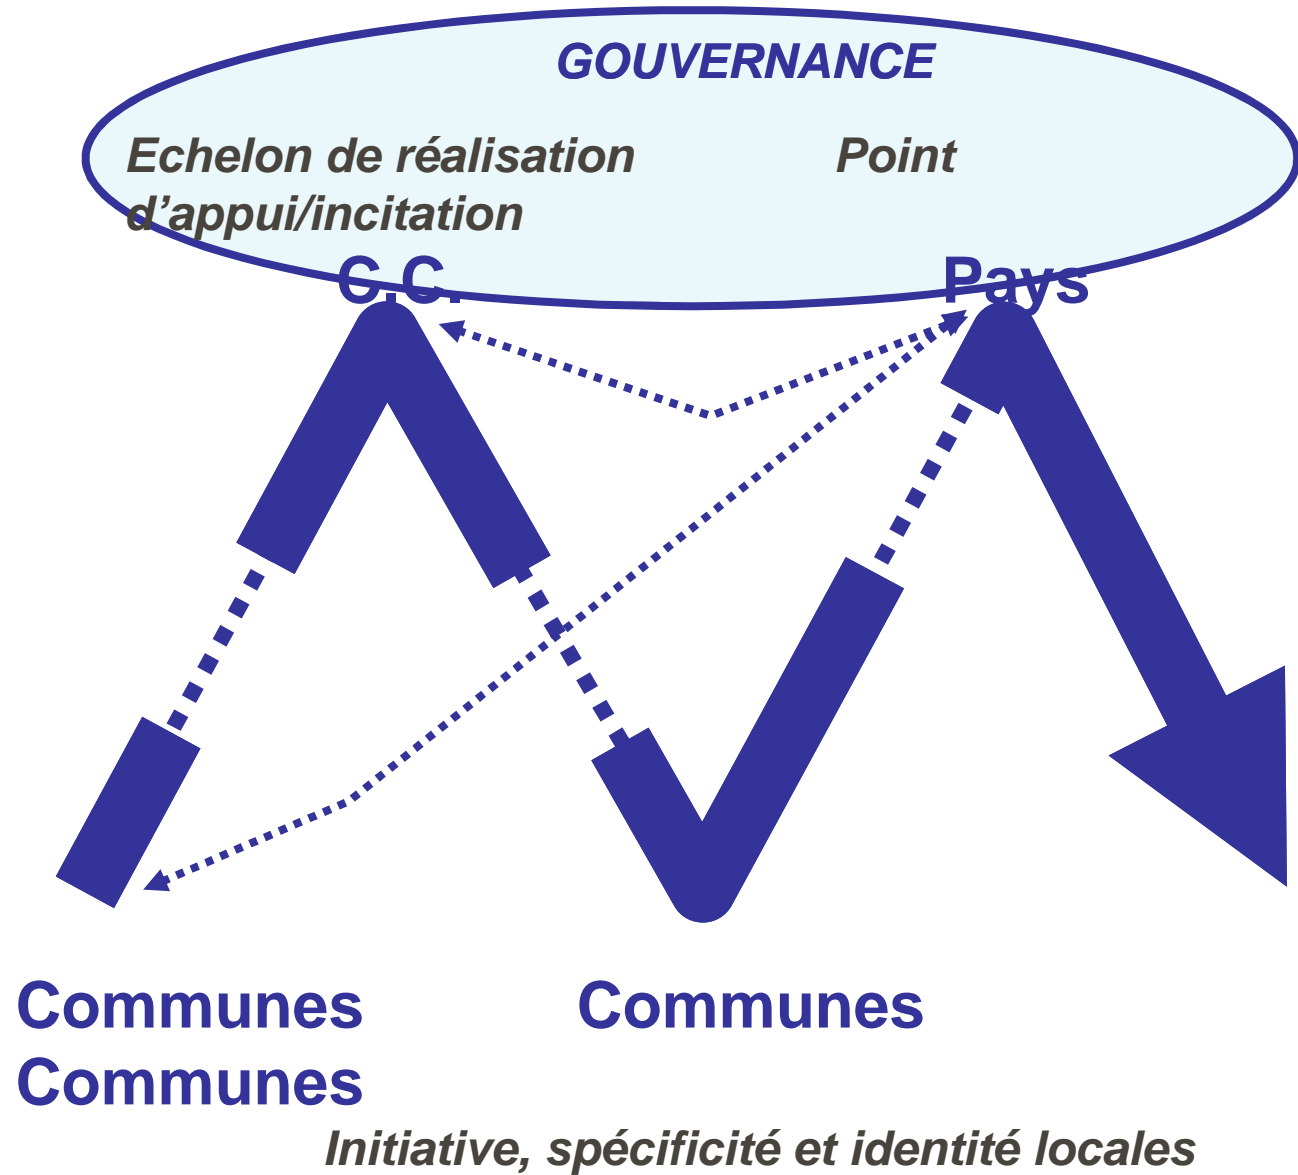 GOUVERNANCE
Echelon de réalisation Point
d'appui/incitation
C.C. Pays
Communes Communes
Communes
Initiative, spécificité et identité locales